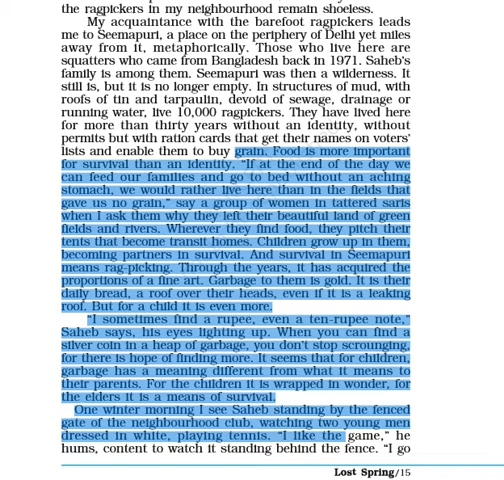 the ragpickers in my neighbourhood remain shoeless.
My acquaintance with the barefoot ragpickers leads
me to Seemapuri, a place on the periphery of Delhi yet miles
away from it, metaphorically. Those who live here are
squatters who came from Bangladesh back in 1971. Saheb's
family is among them. Seemapuri was then a wilderness. It
still is, but it is no longer empty. In structures of mud, with
roofs of tin and tarpaulin, devoid of sewage, drainage or
running water, live 10,000 ragpickers. They have lived here
for more than thirty years without an identity, without
permits but with ration cards that get their names on voters'
lists and enable them to buy grain. Food is more important
for survival than an identity. “If at the end of the day we
can feed our families and go to bed without an aching
stomach, we would rather live here than in the fields that
gave us no grain,” say a group of women in tattered saris
when I ask them why they left their beautiful land of green
fields and rivers. Wherever they find food, they pitch their
tents that become transit homes. Children grow up in them,
becoming partners in survival. And survival in Seemapuri
means rag-picking. Through the years, it has acquired the
proportions of a fine art. Garbage to them is gold. It is their
daily bread, a roof over their heads, even if it is a leaking
roof. But for a child it is even more.
“I sometimes find a rupee, even a ten-rupee note,”
Saheb says, his eyes lighting up. When you can find a
silver coin in a heap of garbage, you don't stop scrounging,
for there is hope of finding more. It seems that for children,
garbage has a meaning different from what it means to
their parents. For the children it is wrapped in wonder, for
the elders it is a means of survival.
One winter morning I see Saheb standing by the fenced
gate of the neighbourhood club, watching two young men
dressed in white, playing tennis. “I like the game,” he
hums, content to watch it standing behind the fence. “I go
Lost Spring/15